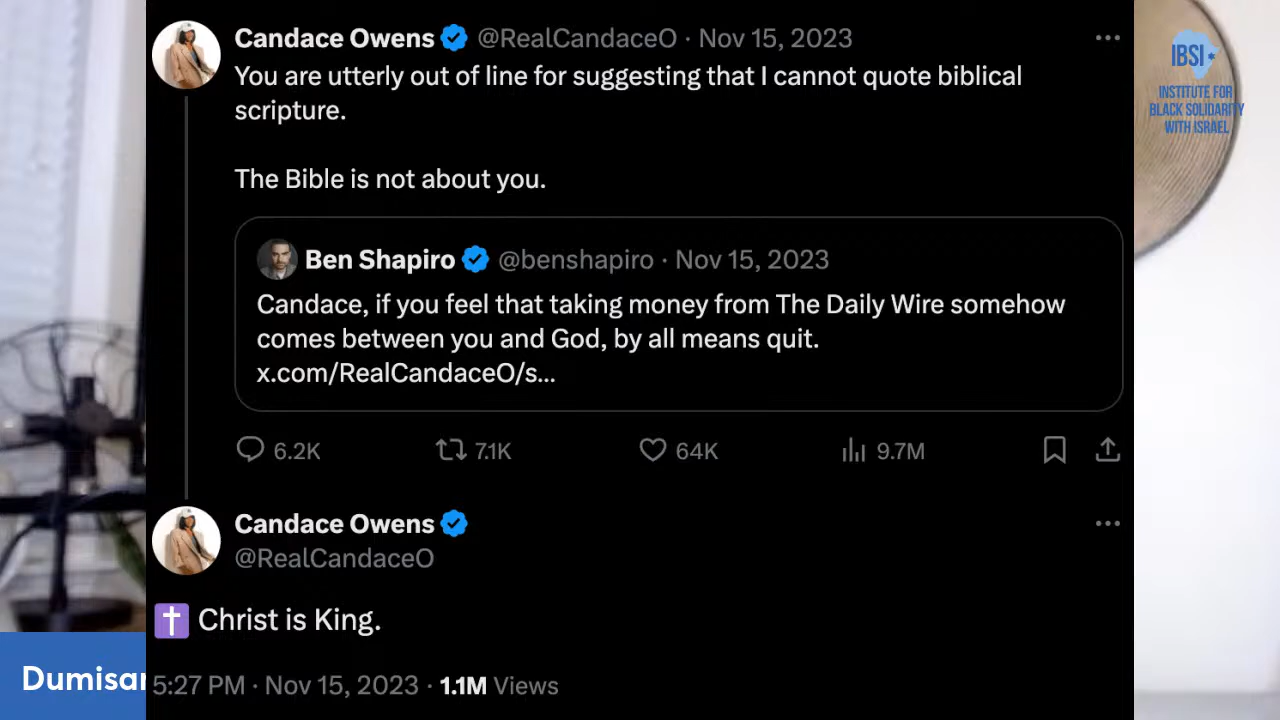 Candace Owens @RealCandaceO · Nov 15, 2023
You are utterly out of line for suggesting that I cannot quote biblical
scripture.
The Bible is not about you.
Ben Shapiro @benshapiro · Nov 15, 2023
Candace, if you feel that taking money from The Daily Wire somehow
comes between you and God, by all means quit.
x.com/RealCandaceO/s...
6.2K 7.1K 64K 9.7M
Candace Owens
@RealCandaceO
Christ is King.
5:27 PM · Nov 15, 2023 · 1.1M Views
IBSI
INSTITUTE FOR
BLACK SOLIDARITY
WITH ISRAEL